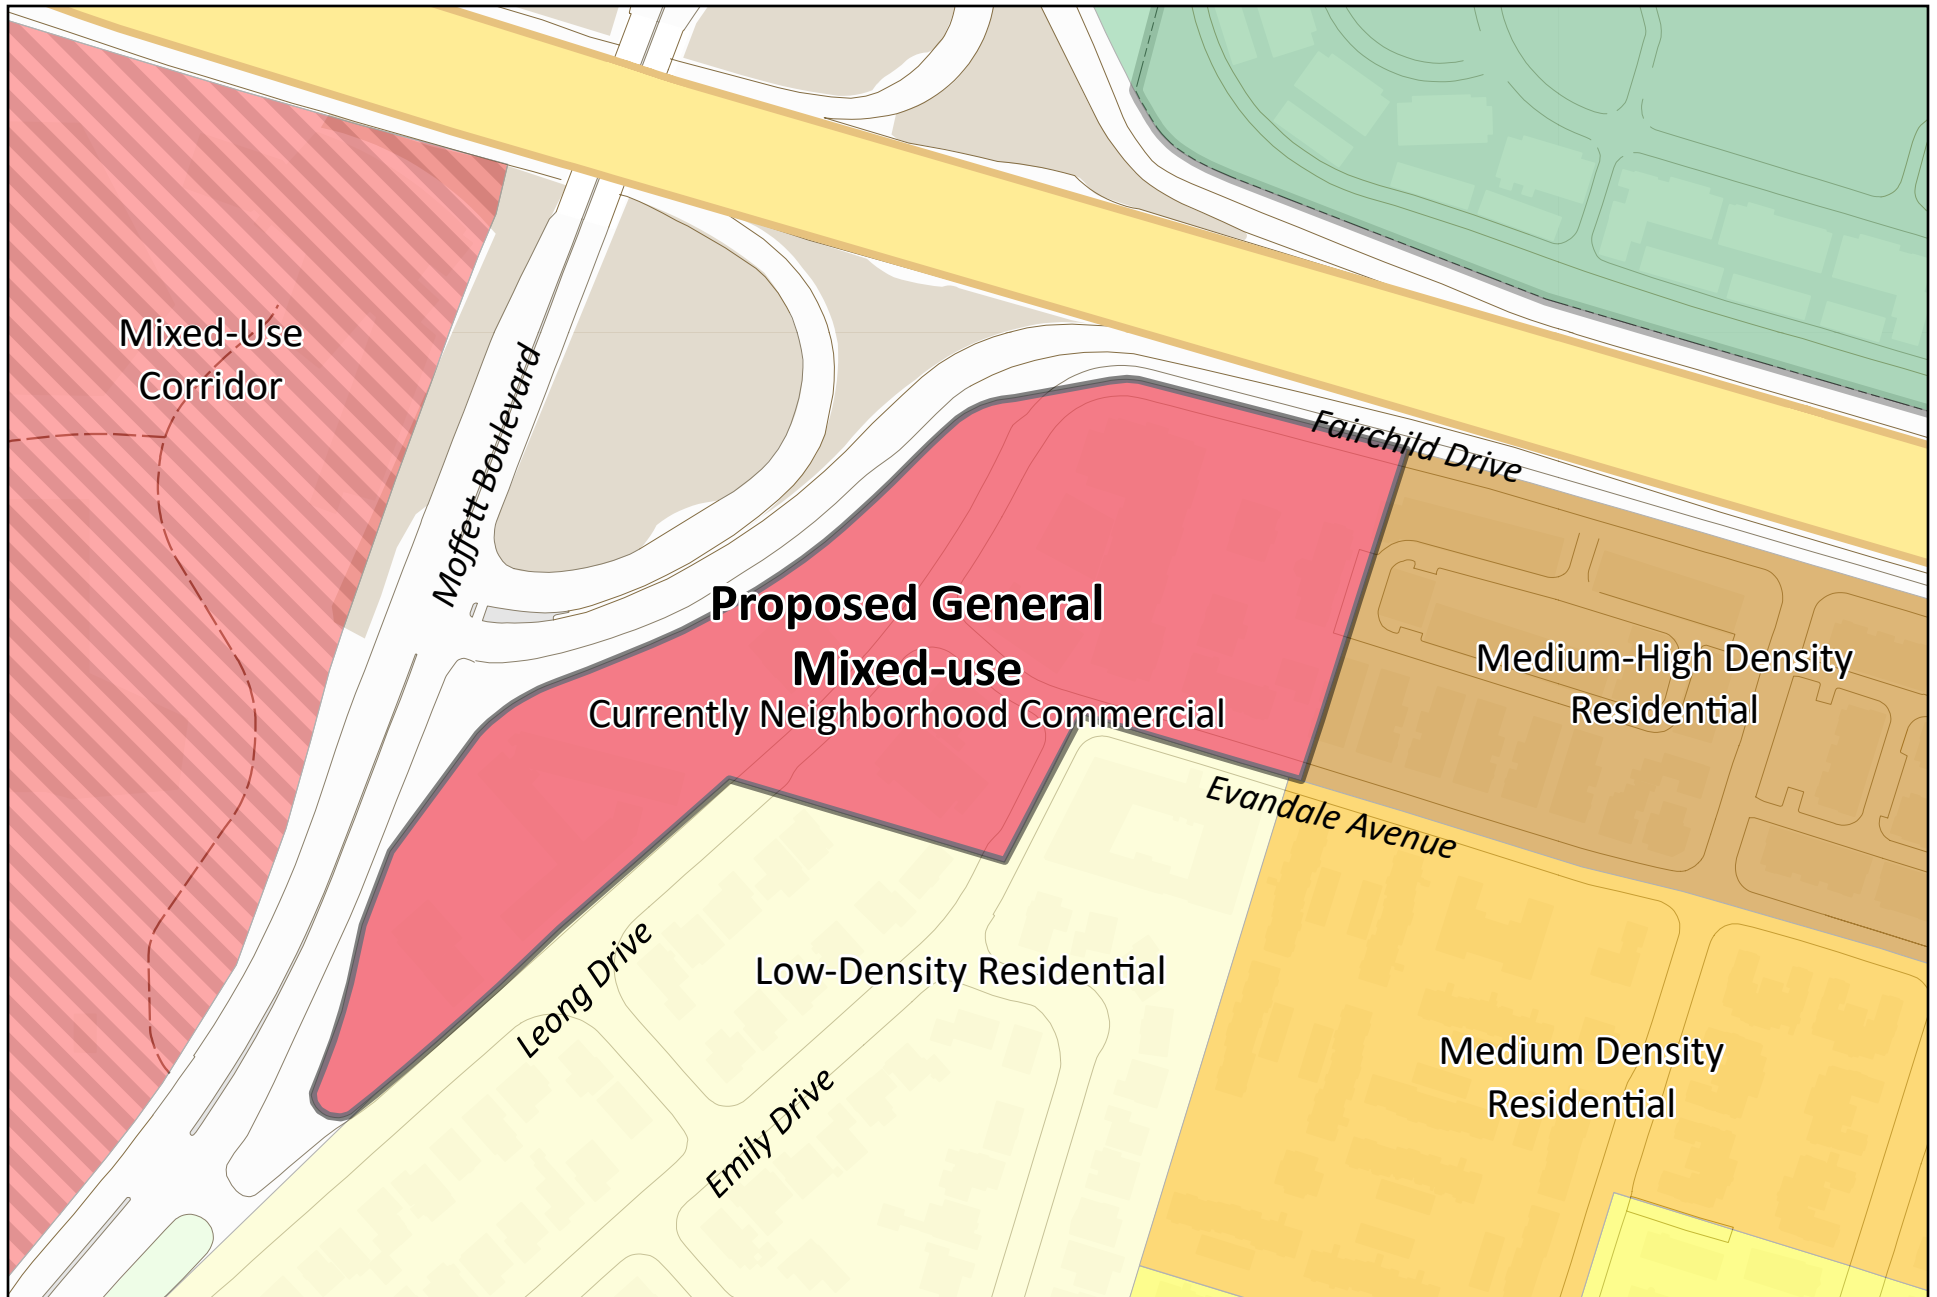 Mixed-Use
Corridor
Moffett Boulevard
Fairchild Drive
Proposed General
Mixed-use
Currently Neighborhood Commercial
Medium-High Density
Residential
Evandale Avenue
Leong Drive
Low-Density Residential
Emily Drive
Medium Density
Residential